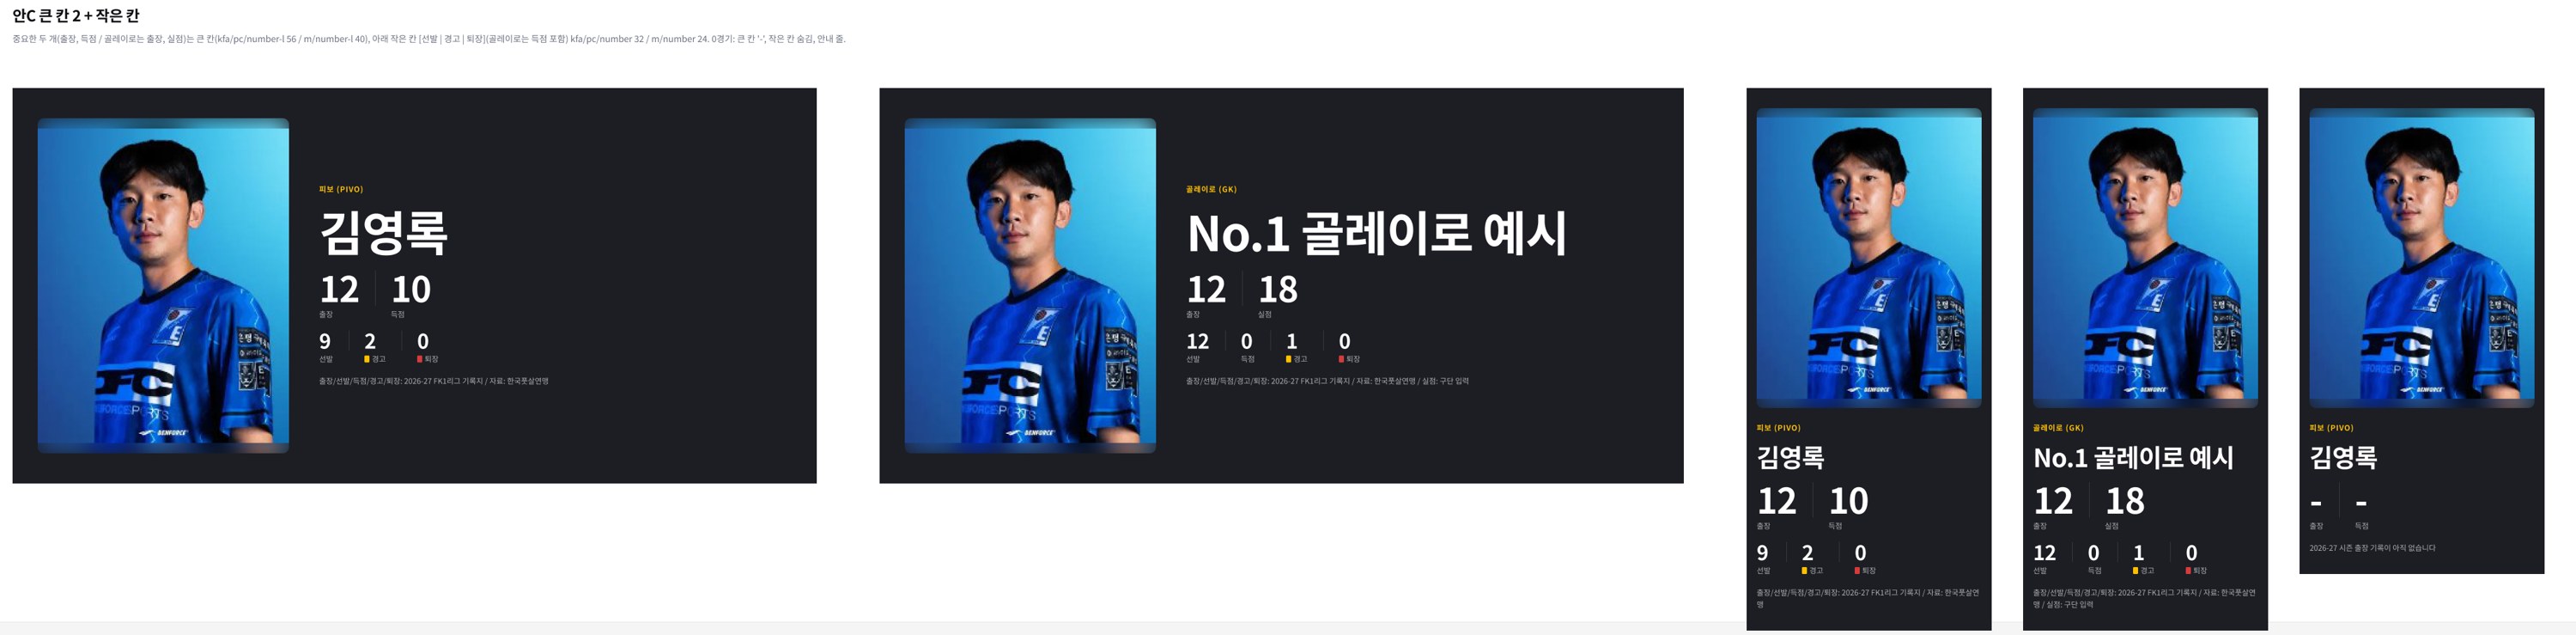 안C 큰 칸 2 + 작은 칸
중요한 두 개(출장, 득점 / 골레이로는 출장, 실점)는 큰 칸(kfa/pc/number-l 56 / m/number-l 40), 아래 작은 칸 [선발 | 경고 | 퇴장](골레이로는 득점 포함) kfa/pc/number 32 / m/number 24. 0경기: 큰 칸 '-', 작은 칸 숨김, 안내 줄.
피보 (PIVO)
김영록
12 10
출장 득점
9 2 0
선발 경고 퇴장
출장/선발/득점/경고/퇴장: 2026-27 FK1리그 기록지 / 자료: 한국풋살연맹
FC
BENFORCE
골레이로 (GK)
No.1 골레이로 예시
12 18
출장 실점
12 0 1 0
선발 득점 경고 퇴장
출장/선발/득점/경고/퇴장: 2026-27 FK1리그 기록지 / 자료: 한국풋살연맹 / 실점: 구단 입력
FC
BENFORCE
피보 (PIVO)
김영록
12 10
출장 득점
9 2 0
선발 경고 퇴장
출장/선발/득점/경고/퇴장: 2026-27 FK1리그 기록지 / 자료: 한국풋살연
맹
FC
BENFORCE
골레이로 (GK)
No.1 골레이로 예시
12 18
출장 실점
12 0 1 0
선발 득점 경고 퇴장
출장/선발/득점/경고/퇴장: 2026-27 FK1리그 기록지 / 자료: 한국풋살연
맹 / 실점: 구단 입력
FC
BENFORCE
피보 (PIVO)
김영록
- -
출장 득점
2026-27 시즌 출장 기록이 아직 없습니다
FC
BENFORCE